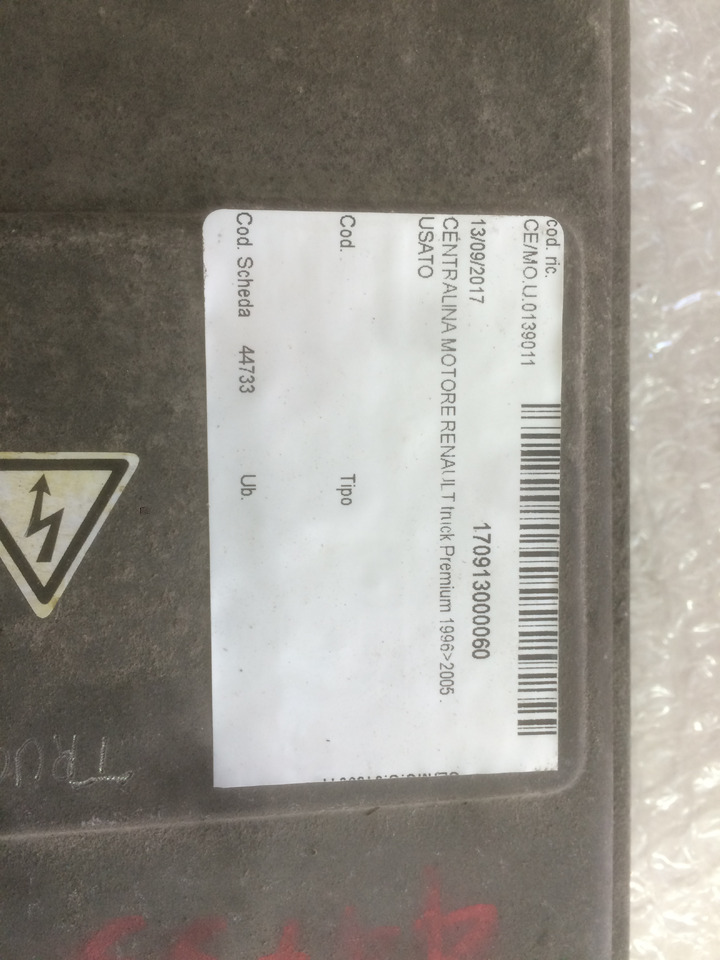 cod. ric.
CE/MO.U.0139011
13/09/2017
170913000060
CENTRALINA MOTORE RENAULT truck Premium 1996>2005 .
USATO
Cod.
Tipo
Cod. Scheda 44733
Ub.
TRUC